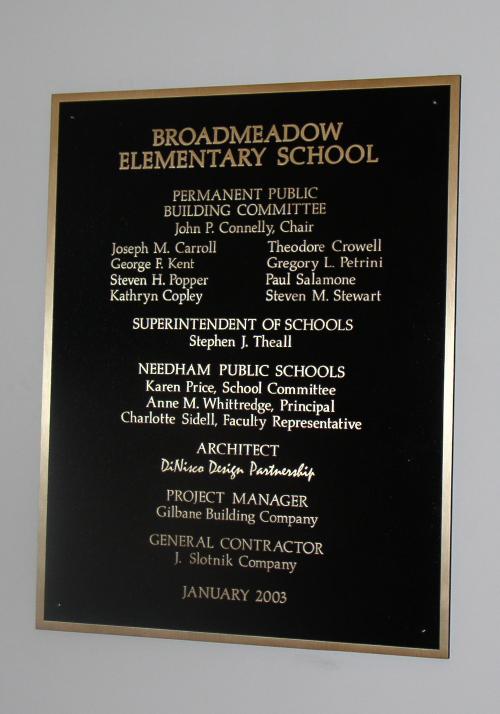 BROADMEADOW
ELEMENTARY SCHOOL
PERMANENT PUBLIC
BUILDING COMMITTEE
John P. Connelly, Chair
Joseph M. Carroll Theodore Crowell
George F. Kent Gregory L. Petrini
Steven H. Popper Paul Salamone
Kathryn Copley Steven M. Stewart
SUPERINTENDENT OF SCHOOLS
Stephen J. Theall
NEEDHAM PUBLIC SCHOOLS
Karen Price, School Committee
Anne M. Whittredge, Principal
Charlotte Sidell, Faculty Representative
ARCHITECT
DiNisco Design Partnership
PROJECT MANAGER
Gilbane Building Company
GENERAL CONTRACTOR
J. Slotnik Company
JANUARY 2003